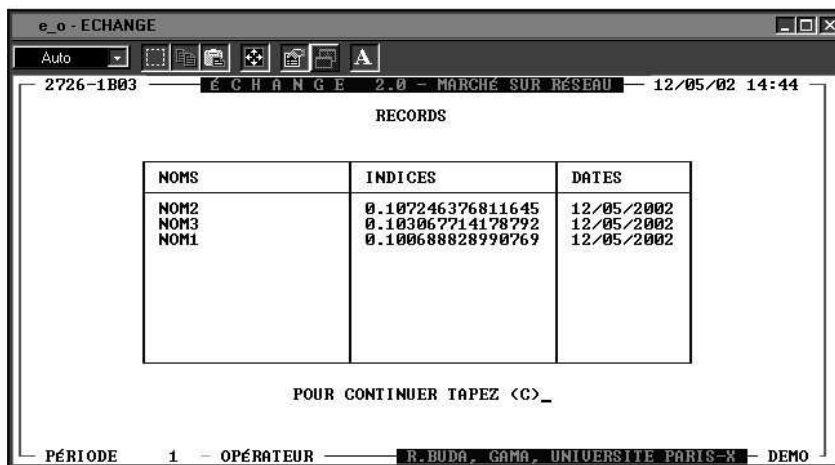 e_o - ECHANGE
Auto
A
2726-1B03 É C H A N G E 2.0 - MARCHÉ SUR RÉSEAU 12/05/02 14:44
RECORDS
NOMS INDICES DATES
NOM2 0.107246376811645 12/05/2002
NOM3 0.103067714178792 12/05/2002
NOM1 0.100688828990769 12/05/2002
POUR CONTINUER TAPEZ (C)_
PÉRIODE 1 - OPÉRATEUR R.BUDA, GAMA, UNIVERSITE PARIS-X DEMO